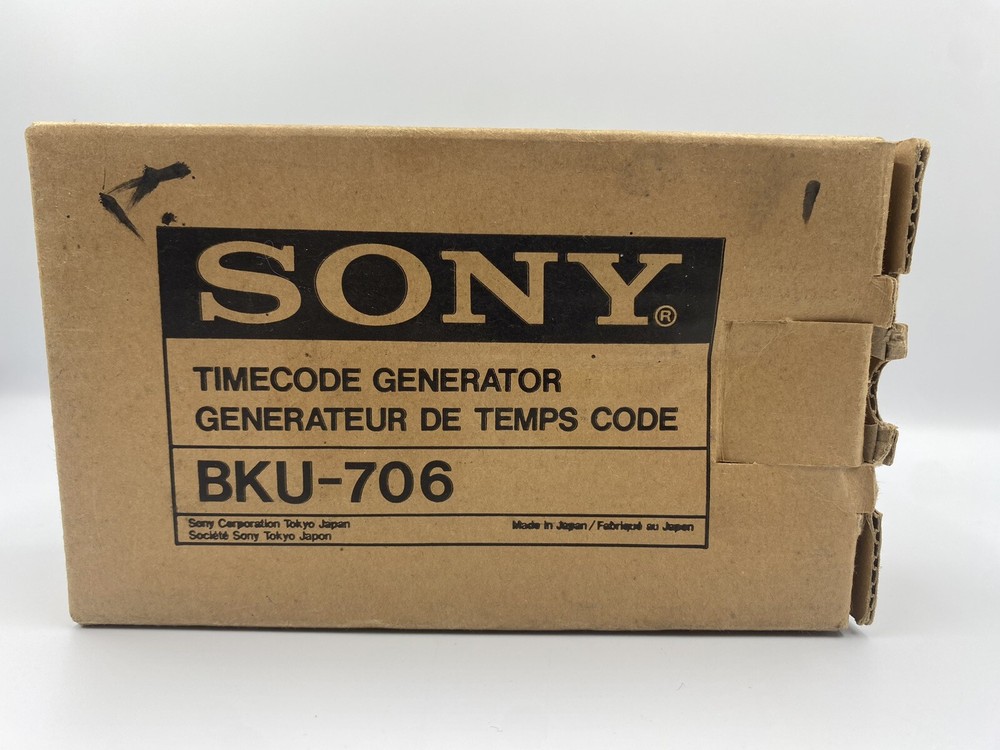 SONY®
TIMECODE GENERATOR
GENERATEUR DE TEMPS CODE
BKU-706
Sony Corporation Tokyo Japan
Société Sony Tokyo Japon
Made in Japan / Fabriqué au Japon